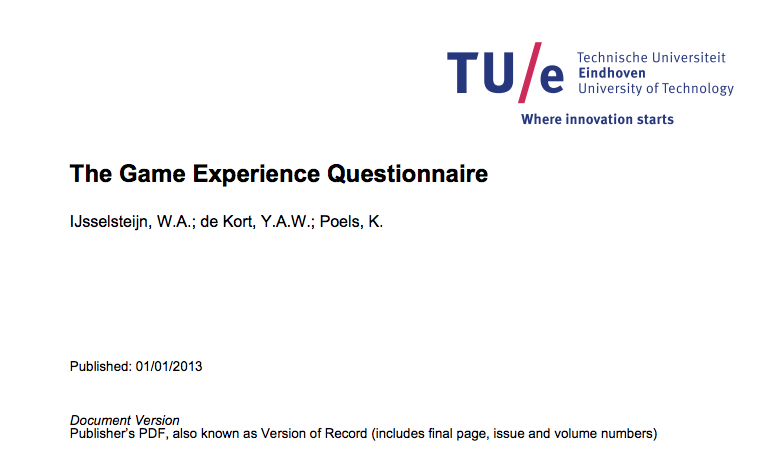 TU/e
Technische Universiteit
Eindhoven
University of Technology
Where innovation starts
The Game Experience Questionnaire
IJsselsteijn, W.A.; de Kort, Y.A.W.; Poels, K.
Published: 01/01/2013
Document Version
Publisher's PDF, also known as Version of Record (includes final page, issue and volume numbers)